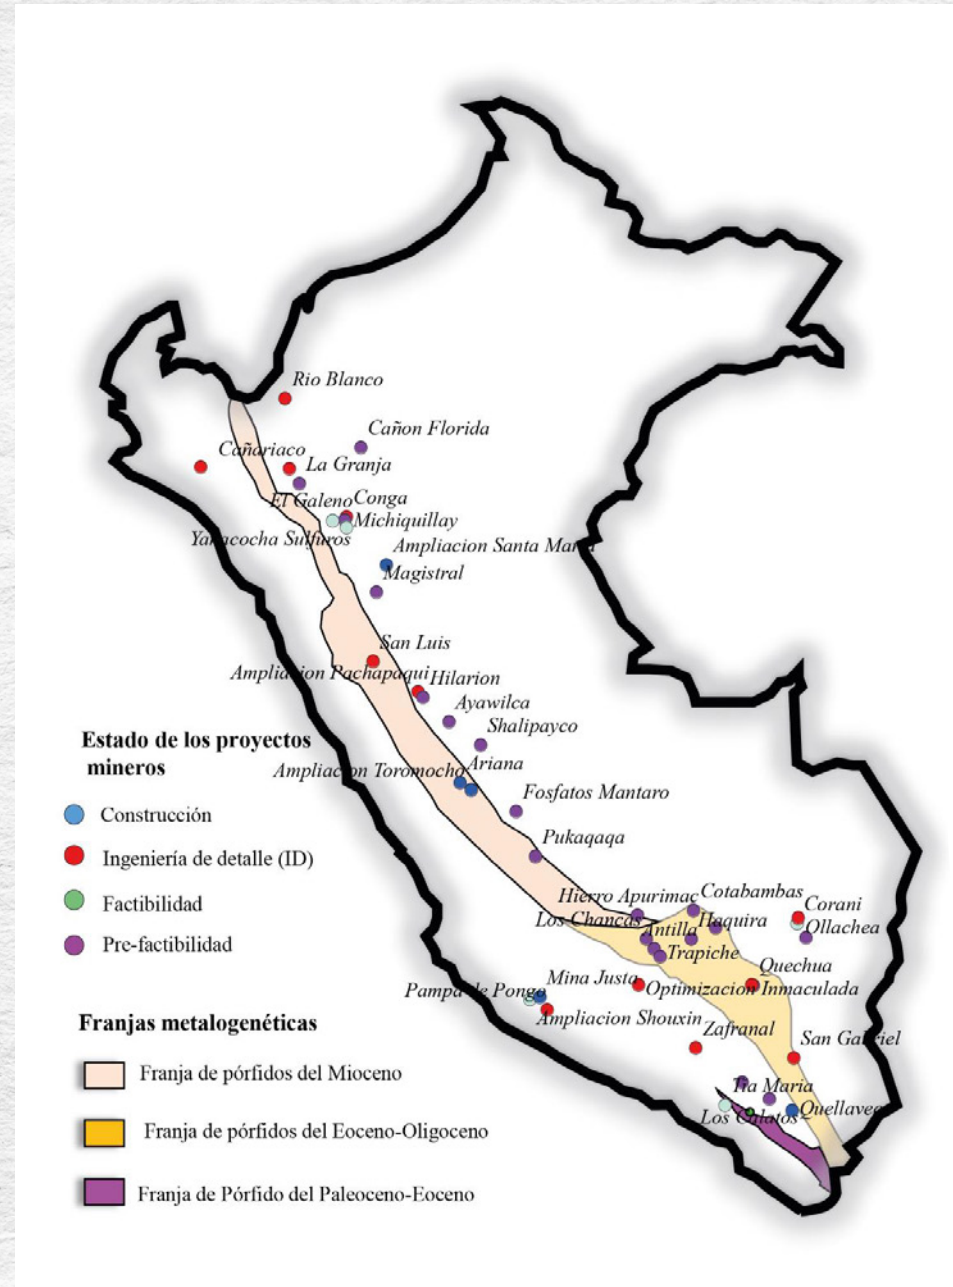 Rio Blanco
Cañon Florida
Cañariaco
La Granja
El Galeno
Conga
Michiquillay
Yanacocha Sulfuros
Ampliacion Santa Maria
Magistral
San Luis
Ampliacion Pachapaqui
Hilarion
Ayawilca
Shalipayco
Ariana
Ampliacion Toromocho
Fosfatos Mantaro
Pukaqaqa
Hierro Apurimac
Cotabambas
Corani
Los Chancas
Haquira
Antilla
Ollachea
Trapiche
Quechua
Mina Justa
Pampa de Pongo
Optimizacion Inmaculada
Ampliacion Shouxin
Zafranal
San Gabriel
Tia Maria
Quellaveco
Los Calatos
Estado de los proyectos
mineros
Construcción
Ingeniería de detalle (ID)
Factibilidad
Pre-factibilidad
Franjas metalogenéticas
Franja de pórfidos del Mioceno
Franja de pórfidos del Eoceno-Oligoceno
Franja de Pórfido del Paleoceno-Eoceno